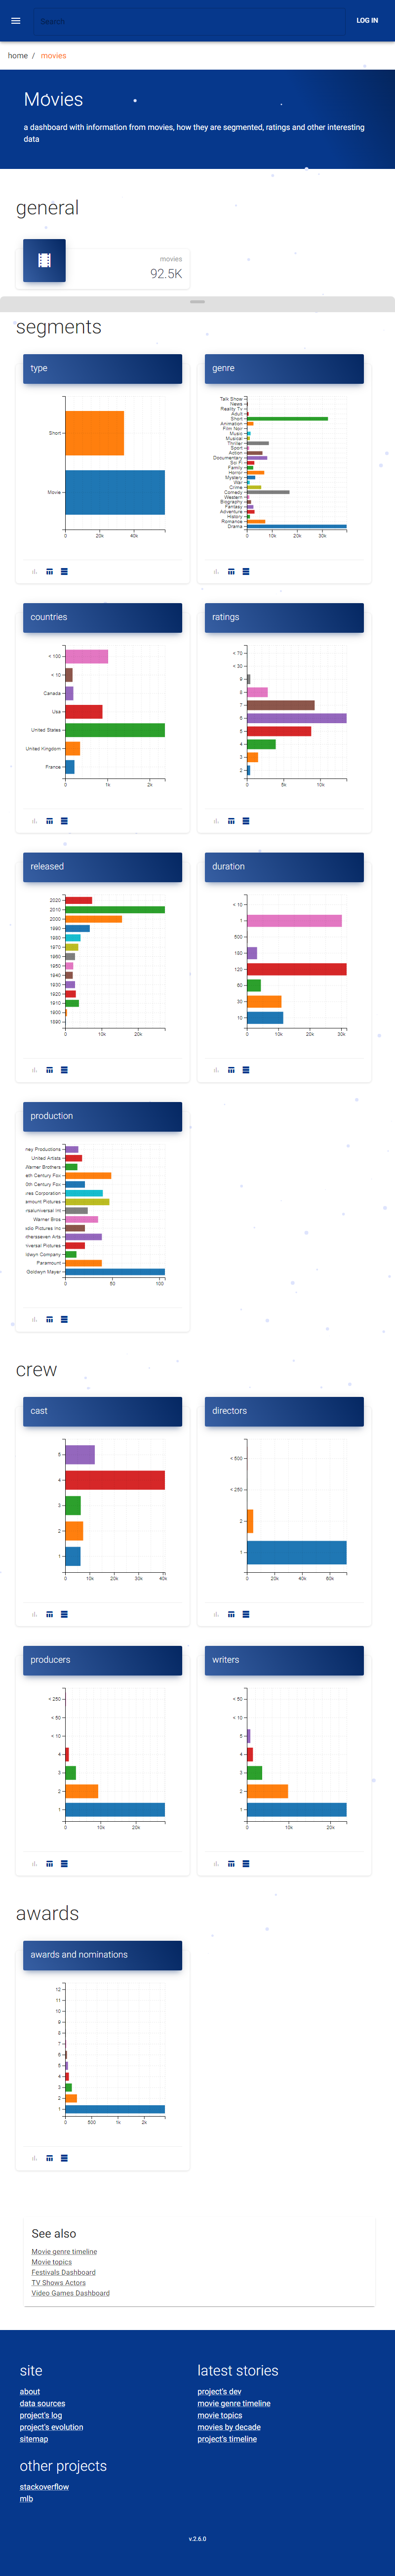 Search
LOG IN
home / movies
Movies
a dashboard with information from movies, how they are segmented, ratings and other interesting
data
general
movies
92.5K
segments
type
Short
Movie
0 20k 40k
genre
Talk Show
News
Reality Tv
Adult
Short
Animation
Film Noir
Music
Musical
Thriller
Sport
Action
Documentary
Sci Fi
Family
Horror
Mystery
War
Crime
Comedy
Western
Biography
Fantasy
Adventure
History
Romance
Drama
0 10k 20k 30k
countries
< 100
< 10
Canada
Usa
United States
United Kingdom
France
0 1k 2k
ratings
< 70
< 30
9
8
7
6
5
4
3
2
0 5k 10k
released
2020
2010
2000
1990
1980
1970
1960
1950
1940
1930
1920
1910
1900
1890
0 10k 20k
duration
< 10
1
500
180
120
60
30
10
0 10k 20k 30k
production
ney Productions
United Artists
Warner Brothers
eth Century Fox
0th Century Fox
res Corporation
amount Pictures
rsaluniversal Int
Warner Bros
adio Pictures Inc
otherseven Arts
iversal Pictures
ldwyn Company
Paramount
Goldwyn Mayer
0 50 100
crew
cast
5
4
3
2
1
0 10k 20k 30k 40k
directors
< 500
< 250
2
1
0 20k 40k 60k
producers
< 250
< 50
< 10
4
3
2
1
0 10k 20k
writers
< 50
< 10
5
4
3
2
1
0 10k 20k
awards
awards and nominations
12
11
10
9
8
7
6
5
4
3
2
1
0 500 1k 2k
See also
Movie genre timeline
Movie topics
Festivals Dashboard
TV Shows Actors
Video Games Dashboard
site
about
data sources
project's log
project's evolution
sitemap
latest stories
project's dev
movie genre timeline
movie topics
movies by decade
project's timeline
other projects
stackoverflow
mlb
v.2.6.0